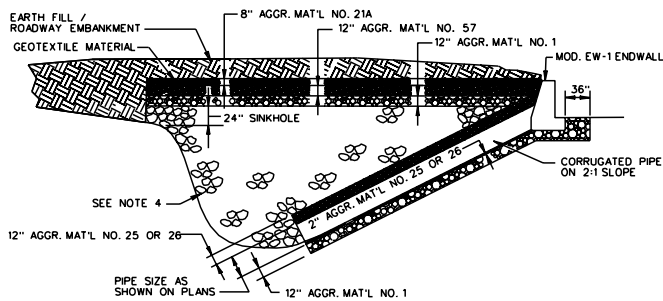 EARTH FILL /
ROADWAY EMBANKMENT
GEOTEXTILE MATERIAL
8" AGGR. MAT'L NO. 21A
12" AGGR. MAT'L NO. 57
12" AGGR. MAT'L NO. 1
MOD. EW-1 ENDWALL
36"
24" SINKHOLE
SEE NOTE 4
2" AGGR. MAT'L NO. 25 OR 26
CORRUGATED PIPE
ON 2:1 SLOPE
12" AGGR. MAT'L NO. 25 OR 26
PIPE SIZE AS
SHOWN ON PLANS
12" AGGR. MAT'L NO. 1